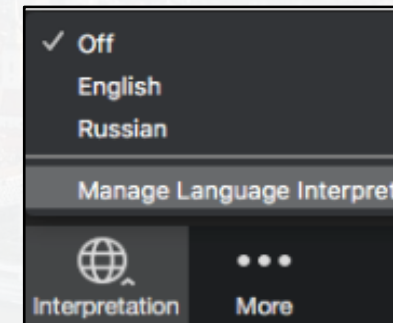 Off
English
Russian
Manage Language Interpret
Interpretation
More